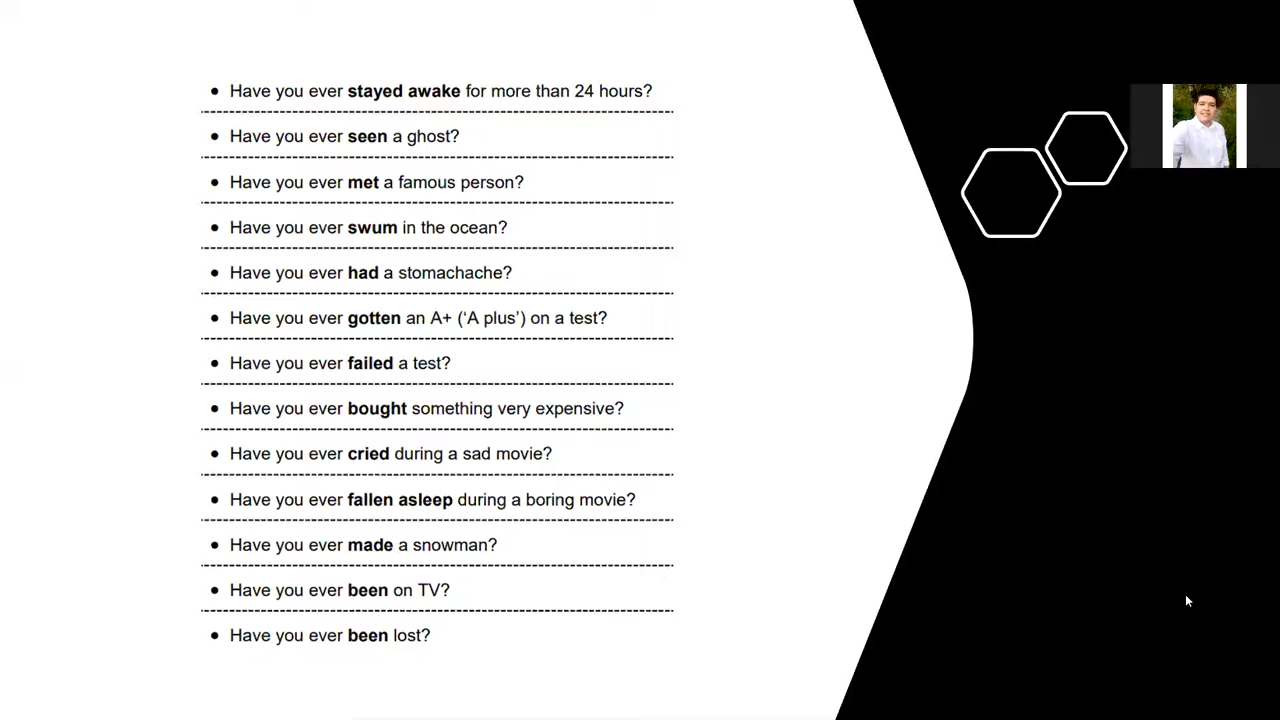 • Have you ever stayed awake for more than 24 hours?
• Have you ever seen a ghost?
• Have you ever met a famous person?
• Have you ever swum in the ocean?
• Have you ever had a stomachache?
• Have you ever gotten an A+ (‘A plus’) on a test?
• Have you ever failed a test?
• Have you ever bought something very expensive?
• Have you ever cried during a sad movie?
• Have you ever fallen asleep during a boring movie?
• Have you ever made a snowman?
• Have you ever been on TV?
• Have you ever been lost?